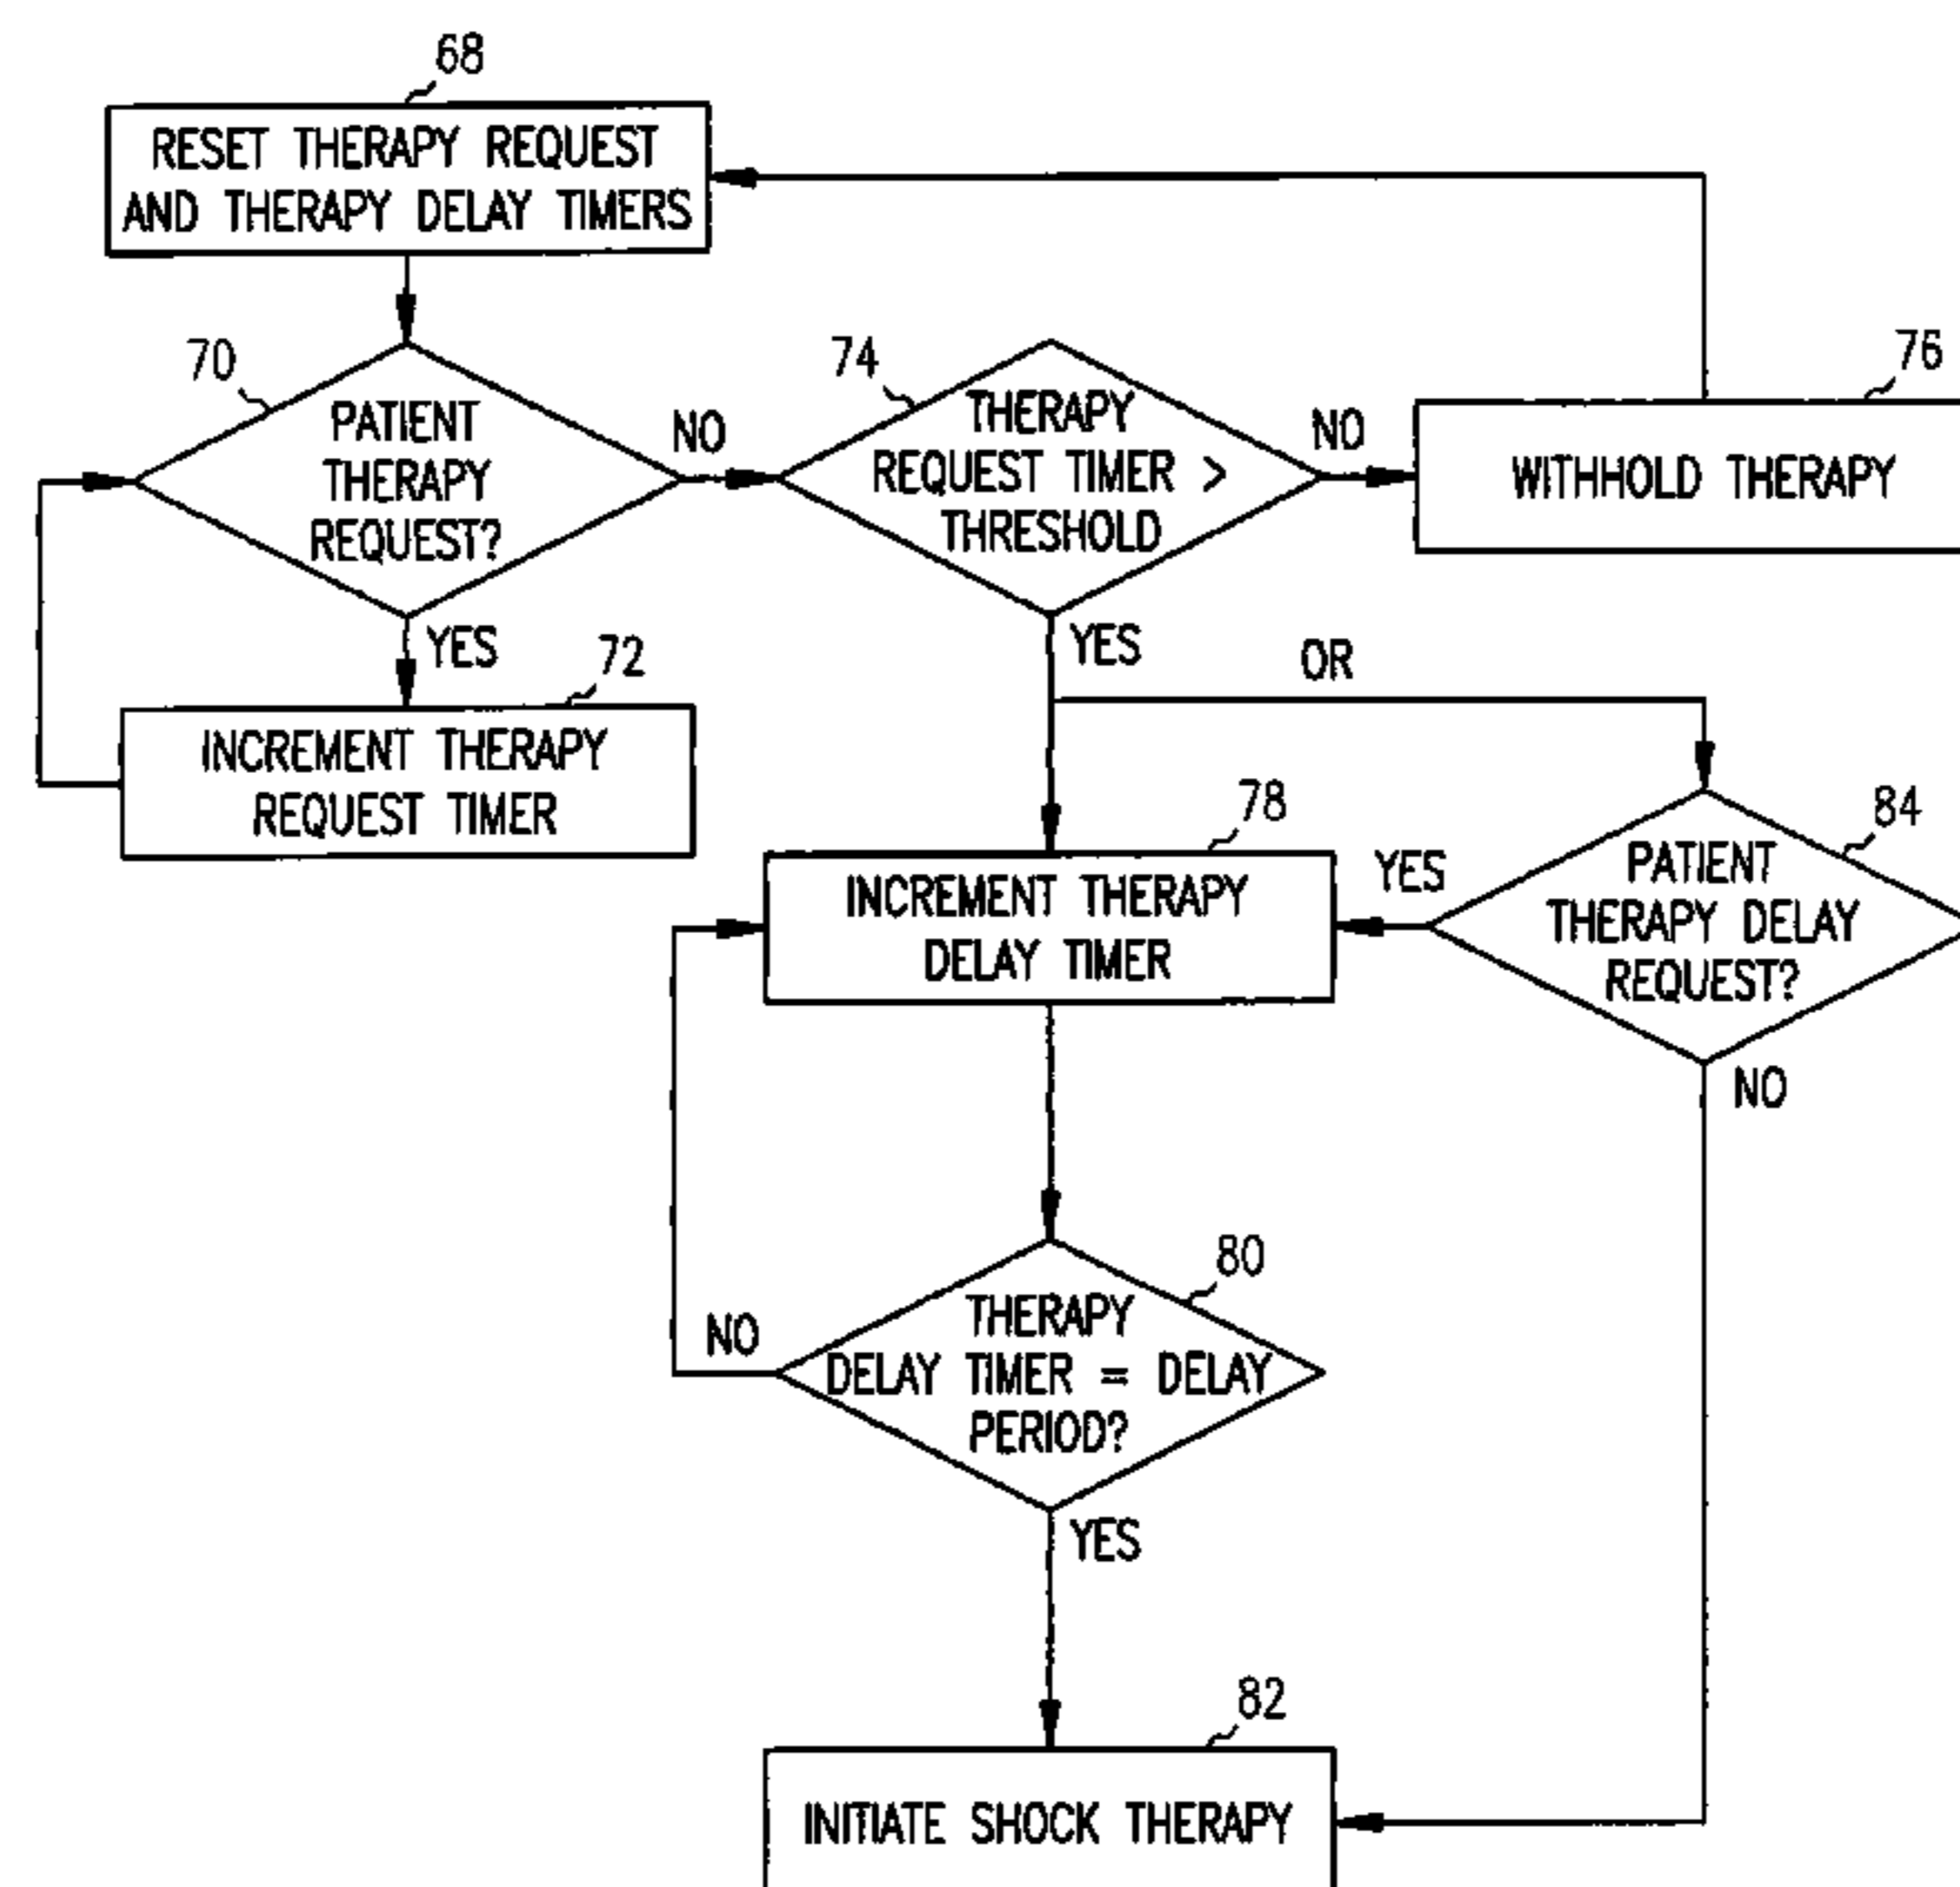 68
RESET THERAPY REQUEST
AND THERAPY DELAY TIMERS
70
PATIENT
THERAPY
REQUEST?
NO
74
THERAPY
REQUEST TIMER >
THRESHOLD
NO
76
WITHHOLD THERAPY
YES
72
INCREMENT THERAPY
REQUEST TIMER
YES
OR
78
INCREMENT THERAPY
DELAY TIMER
YES
84
PATIENT
THERAPY DELAY
REQUEST?
NO
80
THERAPY
DELAY TIMER = DELAY
PERIOD?
NO
YES
82
INITIATE SHOCK THERAPY